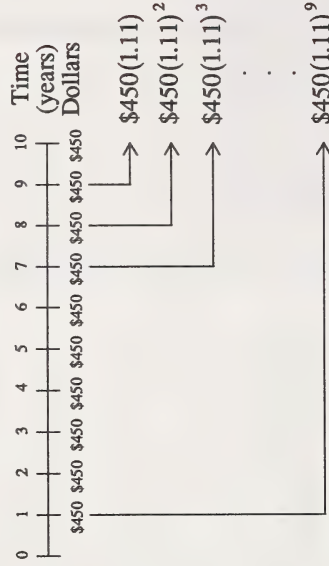 0 1 2 3 4 5 6 7 8 9 10 Time
(years)
$450 $450 $450 $450 $450 $450 $450 $450 $450 $450 Dollars
$450(1.11)
$450(1.11)²
$450(1.11)³
. . .
$450(1.11)⁹